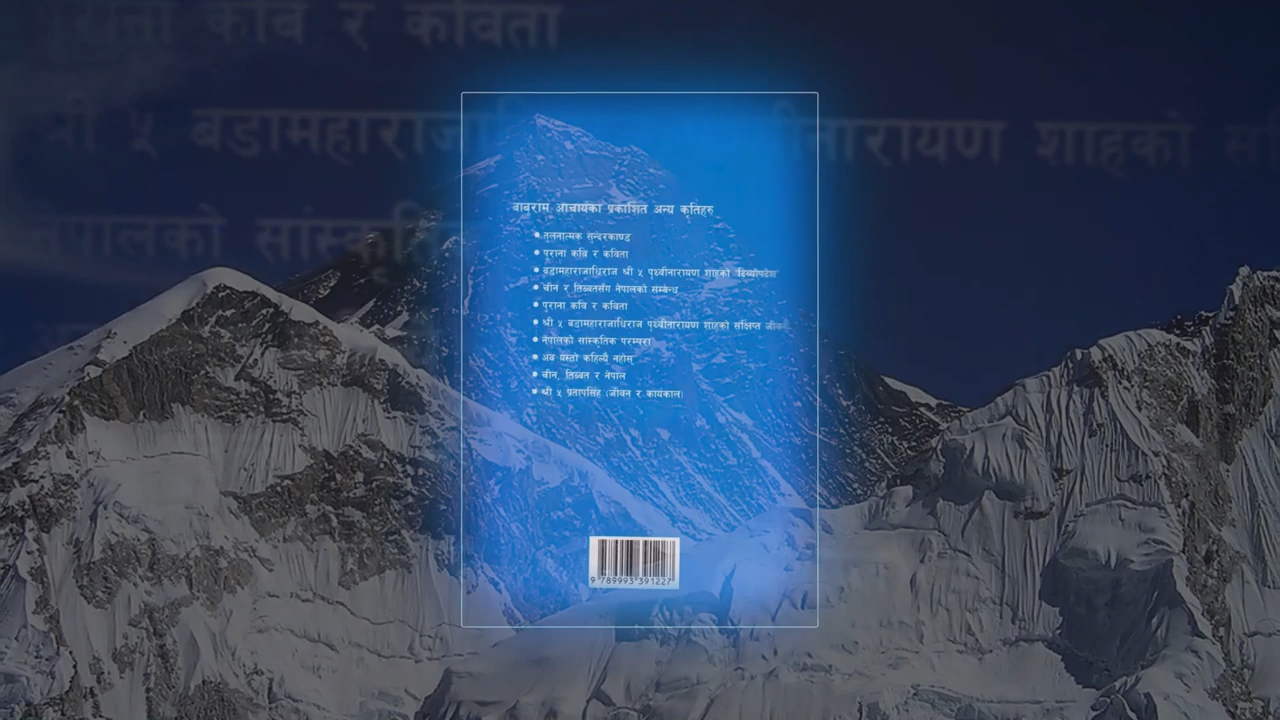 पुराना कवि र कविता
श्री ५ बडामहाराजा
नारायण शाहको
नेपालको
बाबुराम आचार्यका प्रकाशित अन्य कृतिहरु
तुलनात्मक सुन्दरकाण्ड
पुराना कवि र कविता
बडामहाराजाधिराज श्री ५ पृथ्वीनारायण शाहको दिव्योपदेश
चीन र तिब्बतसँग नेपालको सम्बन्ध
पुराना कवि र कविता
श्री ५ बडामहाराजाधिराज पृथ्वीनारायण शाहको संक्षिप्त
नेपालको सांस्कृतिक परम्परा
अब यस्तो कहिल्यै नहोस्
चीन, तिब्बत र नेपाल
श्री ५ प्रतापसिंह (जीवन र कार्यकाल)
9 789993 391227